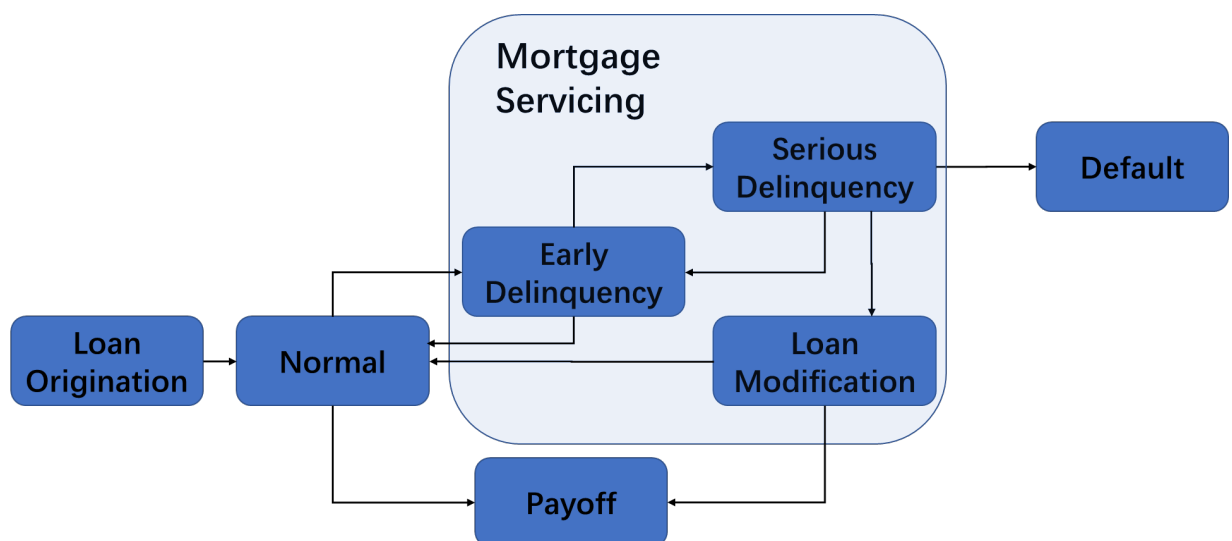 Mortgage
Servicing
Serious
Delinquency
Default
Early
Delinquency
Loan
Origination
Normal
Loan
Modification
Payoff